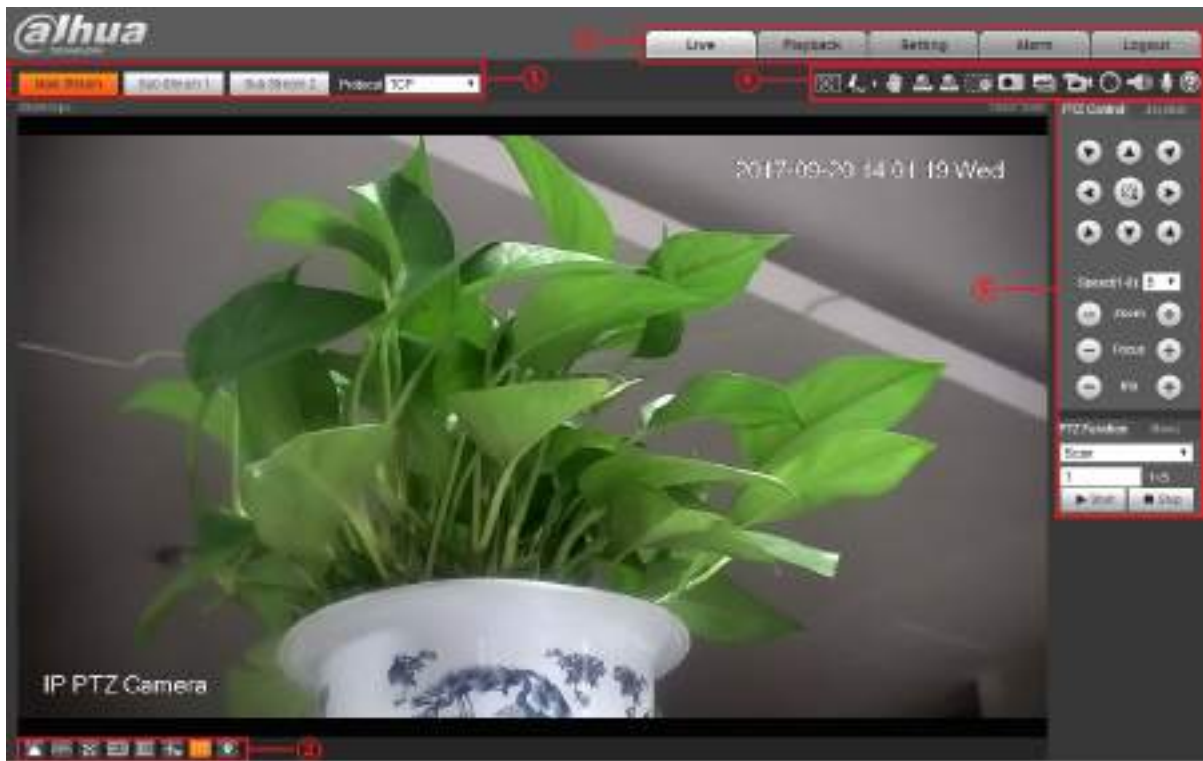 alhua
TECHNOLOGY
Live Playback Setting Alarm Logout
Main Stream Sub Stream 1 Sub Stream 2 Protocol TCP
PTZ Control
2017-09-20 14:01:19 Wed
Speed(1-8):
Zoom
Focus
Iris
PTZ Function Menu
Scan
1
Start Stop
IP PTZ Camera